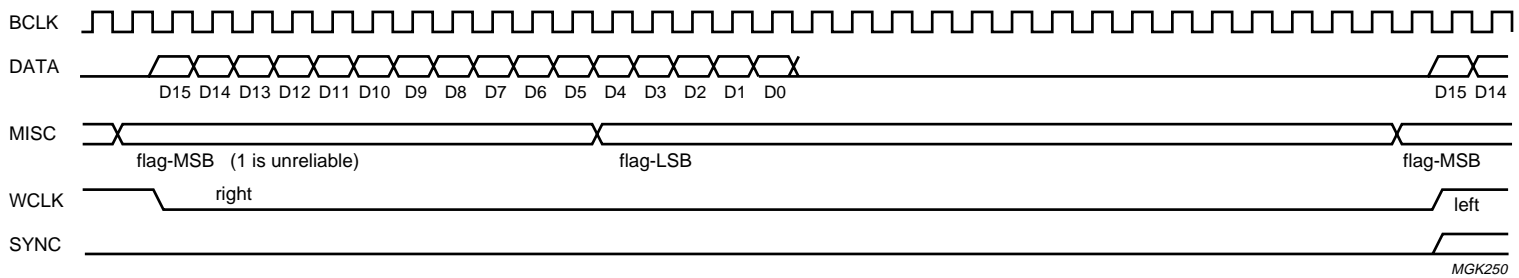 BCLK
DATA
D15 D14 D13 D12 D11 D10 D9 D8 D7 D6 D5 D4 D3 D2 D1 D0 D15 D14
MISC
flag-MSB (1 is unreliable) flag-LSB flag-MSB
WCLK right left
SYNC
MGK250